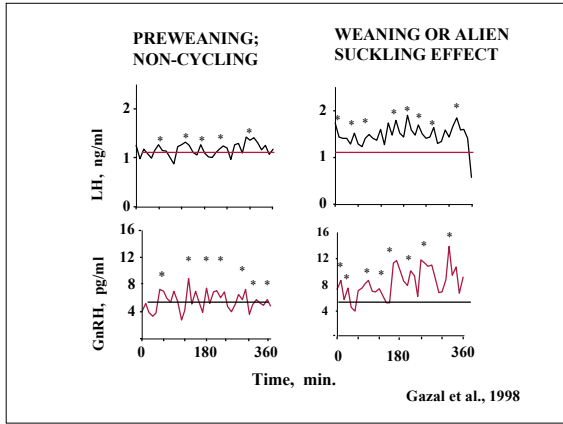 PREWEANING;
NON-CYCLING
WEANING OR ALIEN
SUCKLING EFFECT
LH, ng/ml
2
1
0
* * * * *
2
1
0
* * * * * * * * *
GnRH, pg/ml
16
12
8
4
0
* * * * * * *
16
12
8
4
0
* * * * * * * *
0 180 360
0 180 360
Time, min.
Gazal et al., 1998